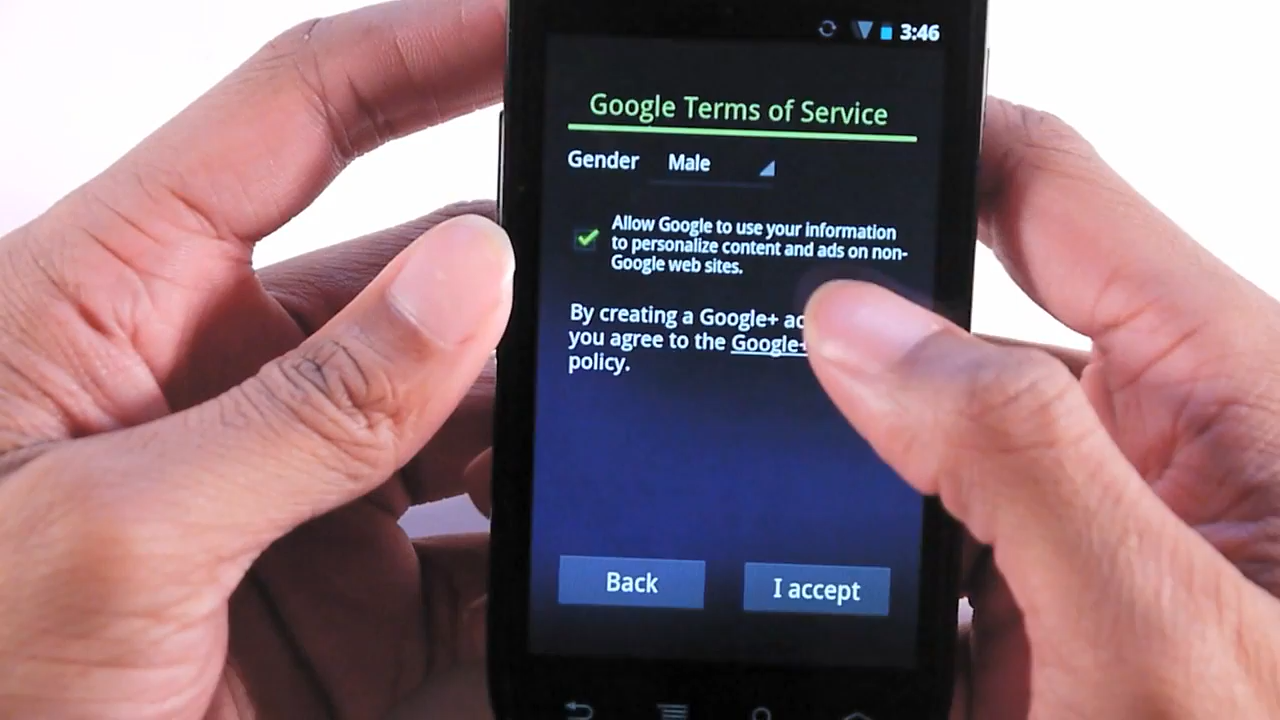 3:46
Google Terms of Service
Gender Male
Allow Google to use your information
to personalize content and ads on non-
Google web sites.
By creating a Google+
you agree to the Google+
policy.
Back I accept